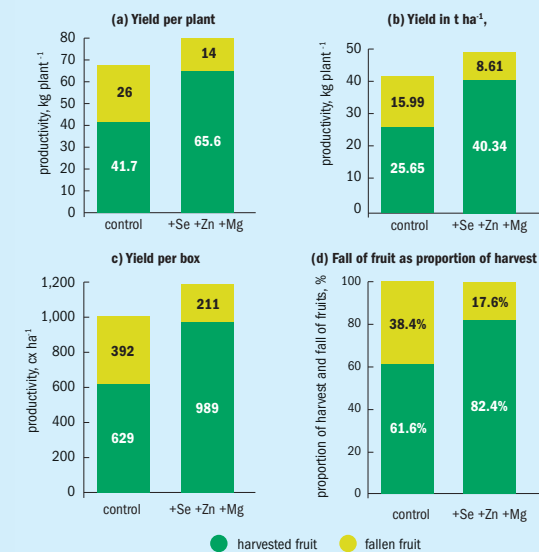 (a) Yield per plant
productivity, kg plant ⁻¹
80
70
60
50
40
30
20
10
0
26
41.7
14
65.6
control
+Se +Zn +Mg
(b) Yield in t ha⁻¹,
productivity, kg plant ⁻¹
50
40
30
20
10
0
15.99
25.65
8.61
40.34
control
+Se +Zn +Mg
c) Yield per box
productivity, cx ha⁻¹
1,200
1,000
800
600
400
200
0
392
629
211
989
control
+Se +Zn +Mg
(d) Fall of fruit as proportion of harvest
proportion of harvest and fall of fruits, %
100
80
60
40
20
0
38.4%
61.6%
17.6%
82.4%
control
+Se +Zn +Mg
harvested fruit
fallen fruit